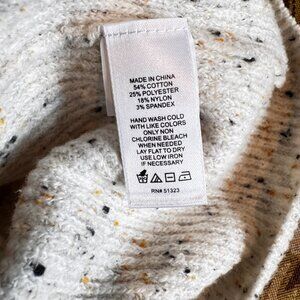 MADE IN CHINA
54% COTTON
25% POLYESTER
18% NYLON
3% SPANDEX
HAND WASH COLD
WITH LIKE COLORS
ONLY NON
CHLORINE BLEACH
WHEN NEEDED
LAY FLAT TO DRY
USE LOW IRON
IF NECESSARY
RN# 51323